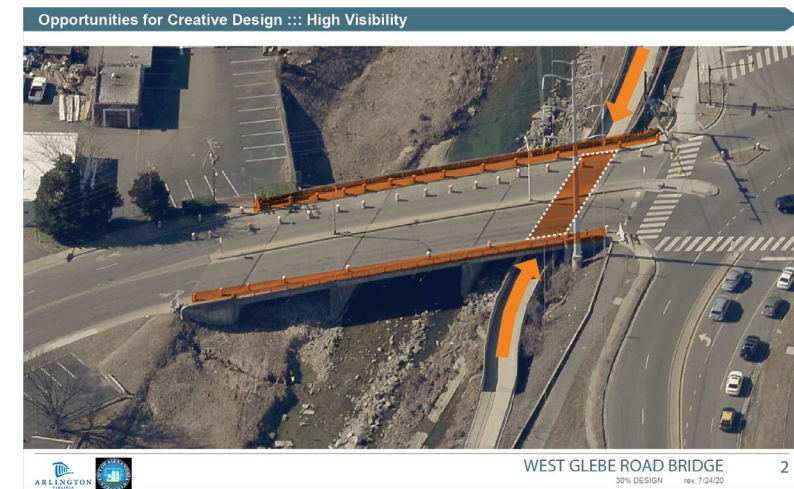 Opportunities for Creative Design ::: High Visibility
ARLINGTON
VIRGINIA
WEST GLEBE ROAD BRIDGE
30% DESIGN rev. 7/24/20
2